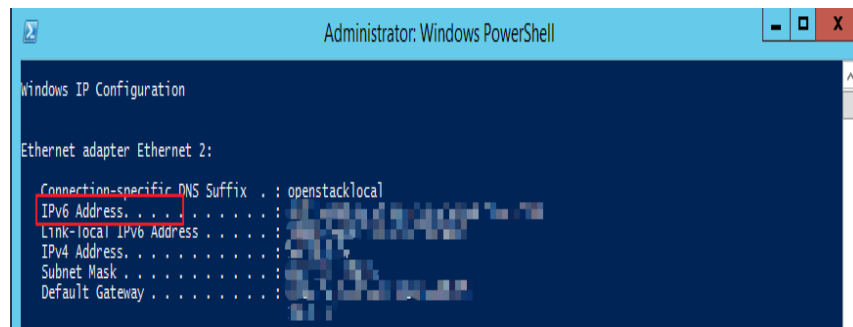 Administrator: Windows PowerShell
Windows IP Configuration
Ethernet adapter Ethernet 2:
Connection-specific DNS Suffix . : openstacklocal
IPv6 Address. . . . . . . . . . . :
Link-local IPv6 Address . . . . . :
IPv4 Address. . . . . . . . . . . :
Subnet Mask . . . . . . . . . . . :
Default Gateway . . . . . . . . . :